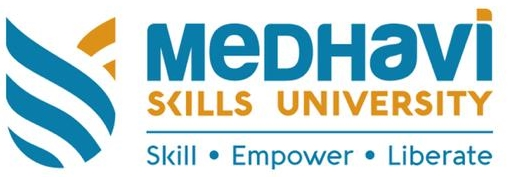 MeDHavi
SKILLS UNIVERSITY
Skill • Empower • Liberate